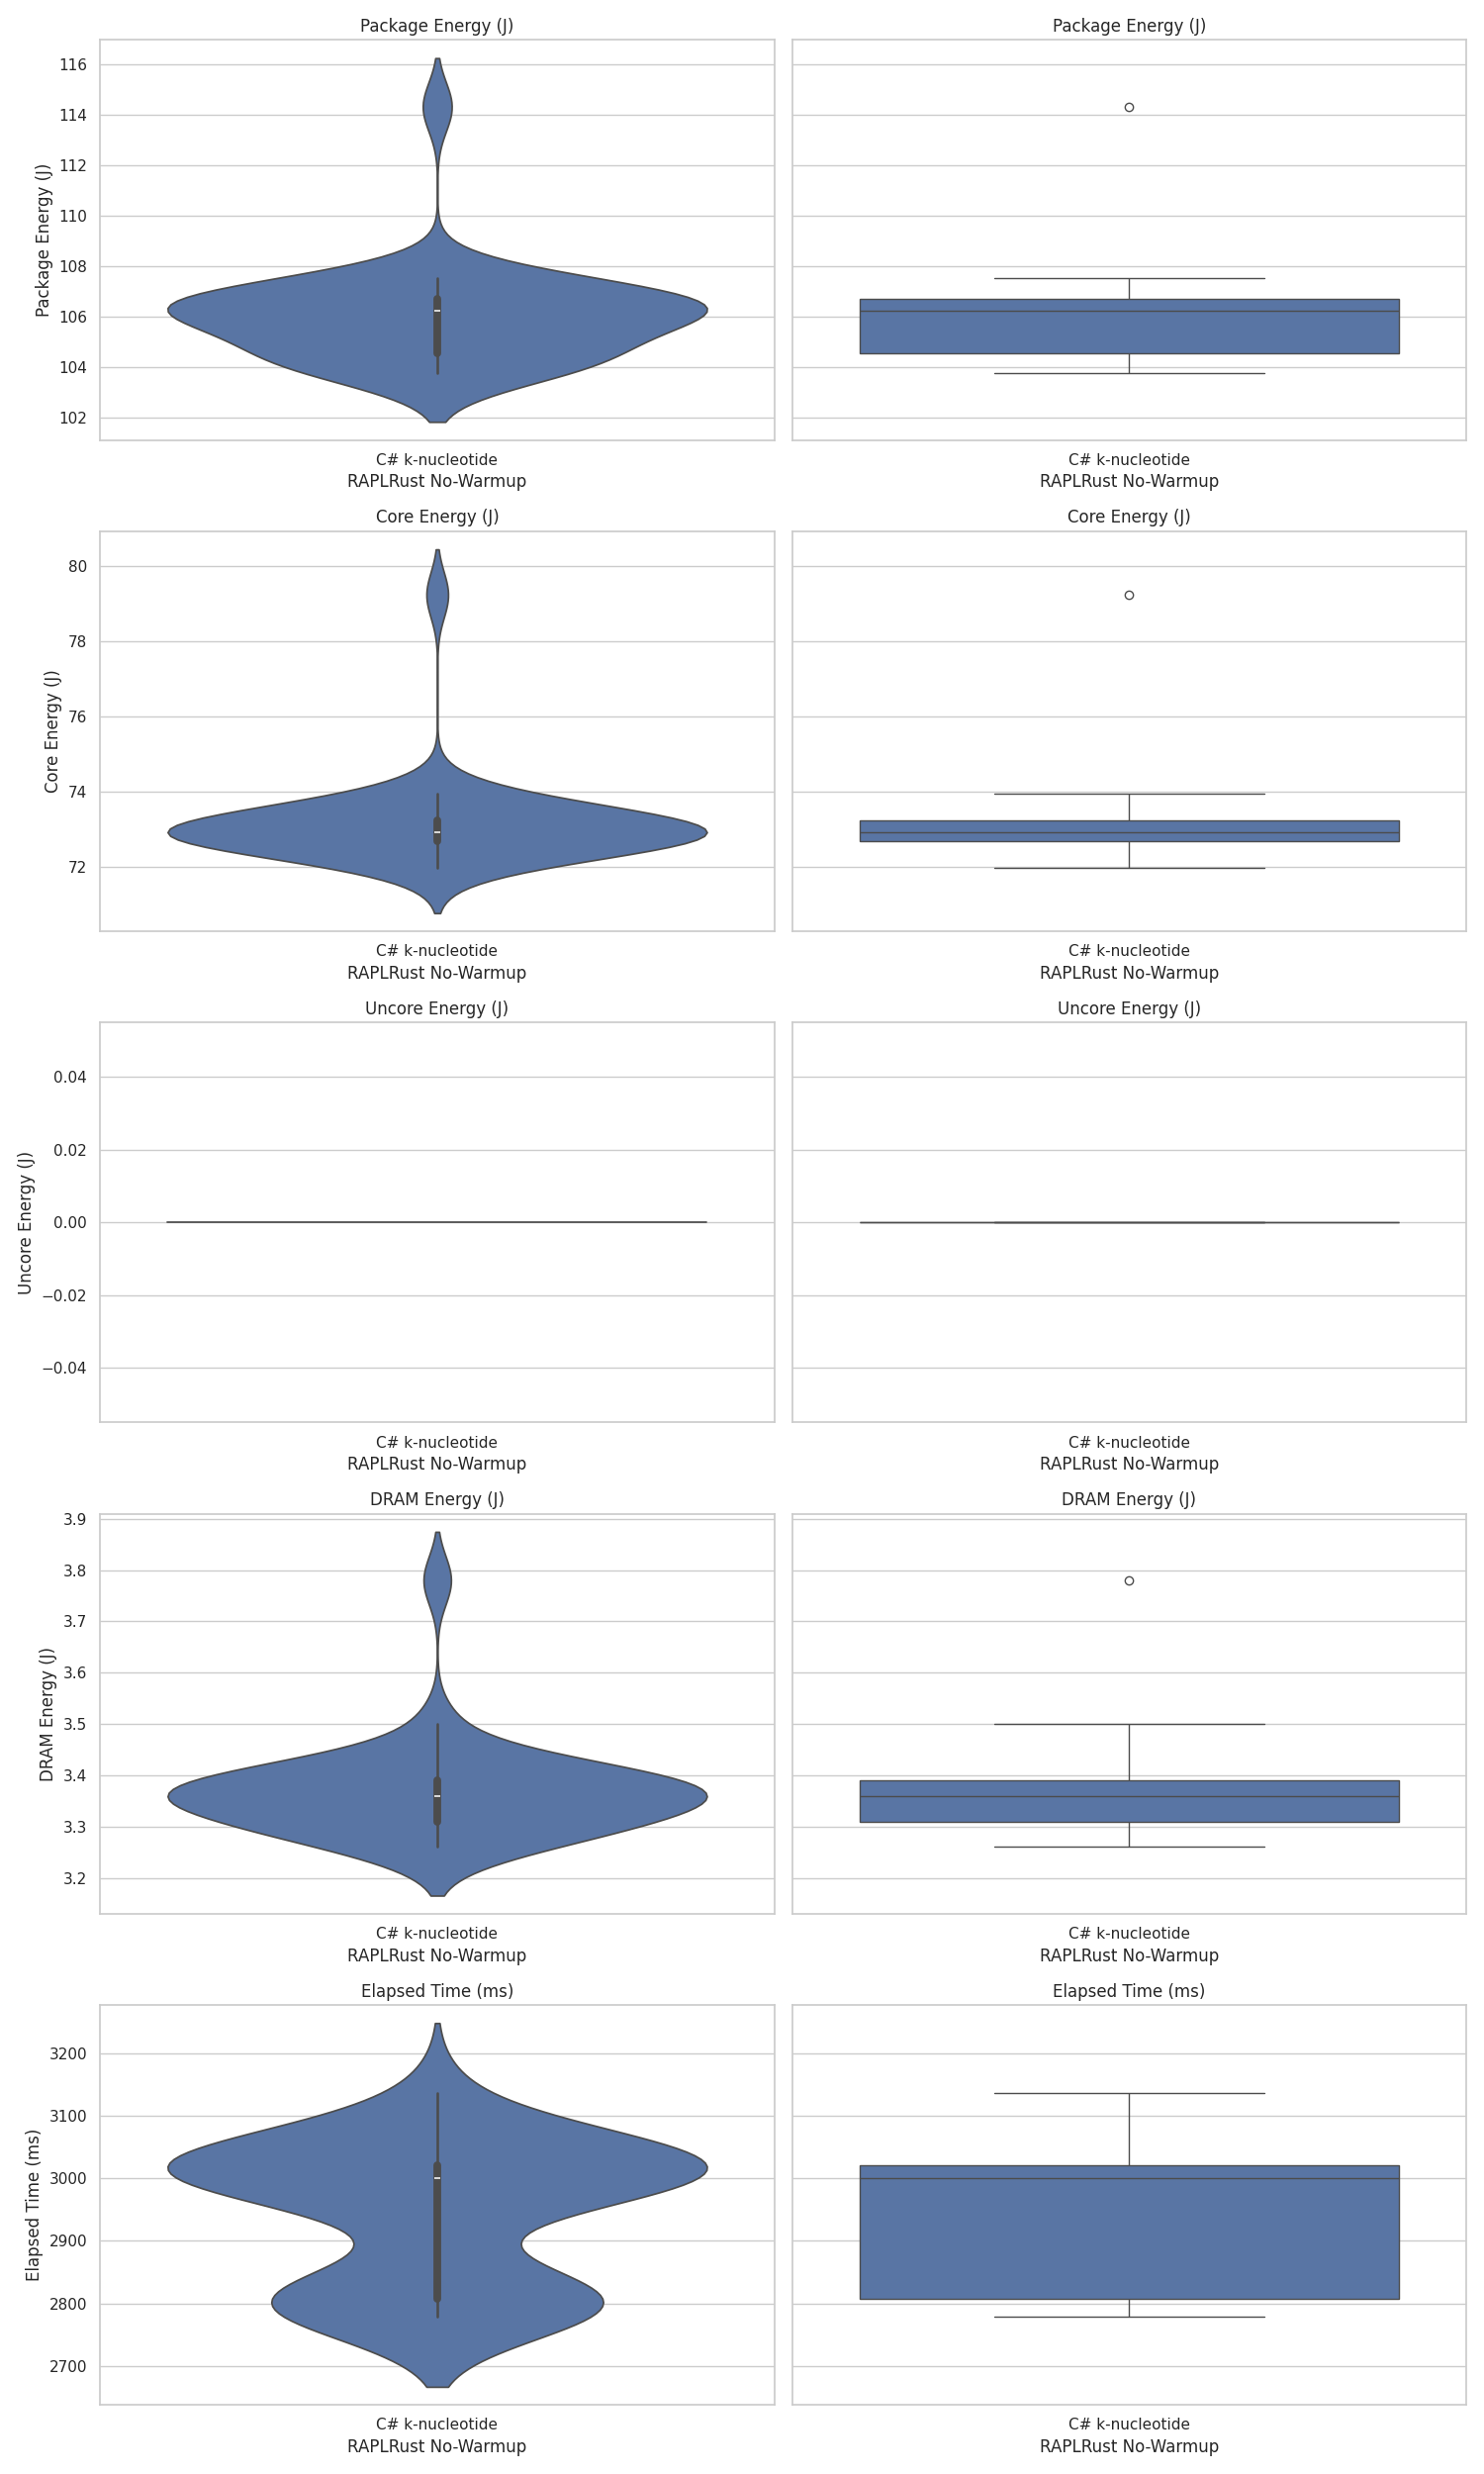 Package Energy (J)
Package Energy (J)
Package Energy (J)
116
114
112
110
108
106
104
102
C# k-nucleotide
RAPLRust No-Warmup
C# k-nucleotide
RAPLRust No-Warmup
Core Energy (J)
Core Energy (J)
Core Energy (J)
80
78
76
74
72
C# k-nucleotide
RAPLRust No-Warmup
C# k-nucleotide
RAPLRust No-Warmup
Uncore Energy (J)
Uncore Energy (J)
Uncore Energy (J)
0.04
0.02
0.00
−0.02
−0.04
C# k-nucleotide
RAPLRust No-Warmup
C# k-nucleotide
RAPLRust No-Warmup
DRAM Energy (J)
DRAM Energy (J)
DRAM Energy (J)
3.9
3.8
3.7
3.6
3.5
3.4
3.3
3.2
C# k-nucleotide
RAPLRust No-Warmup
C# k-nucleotide
RAPLRust No-Warmup
Elapsed Time (ms)
Elapsed Time (ms)
Elapsed Time (ms)
3200
3100
3000
2900
2800
2700
C# k-nucleotide
RAPLRust No-Warmup
C# k-nucleotide
RAPLRust No-Warmup